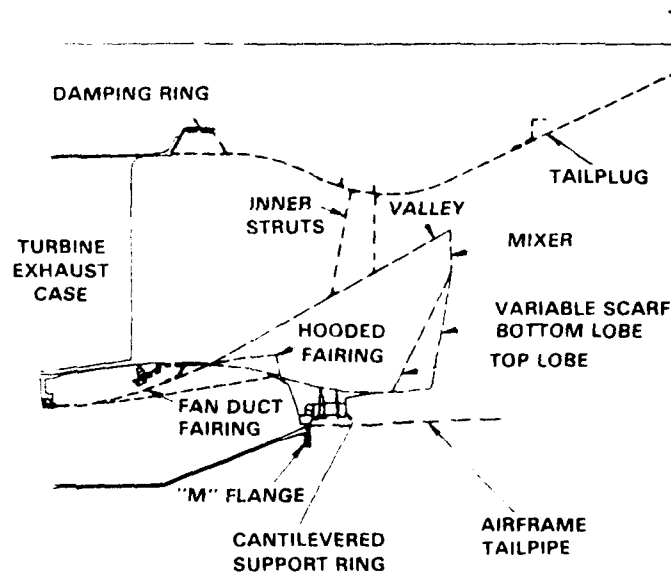 DAMPING RING
TAILPLUG
INNER
STRUTS
VALLEY
MIXER
TURBINE
EXHAUST
CASE
VARIABLE SCARF
BOTTOM LOBE
HOODED
FAIRING
TOP LOBE
FAN DUCT
FAIRING
"M" FLANGE
AIRFRAME
TAILPIPE
CANTILEVERED
SUPPORT RING